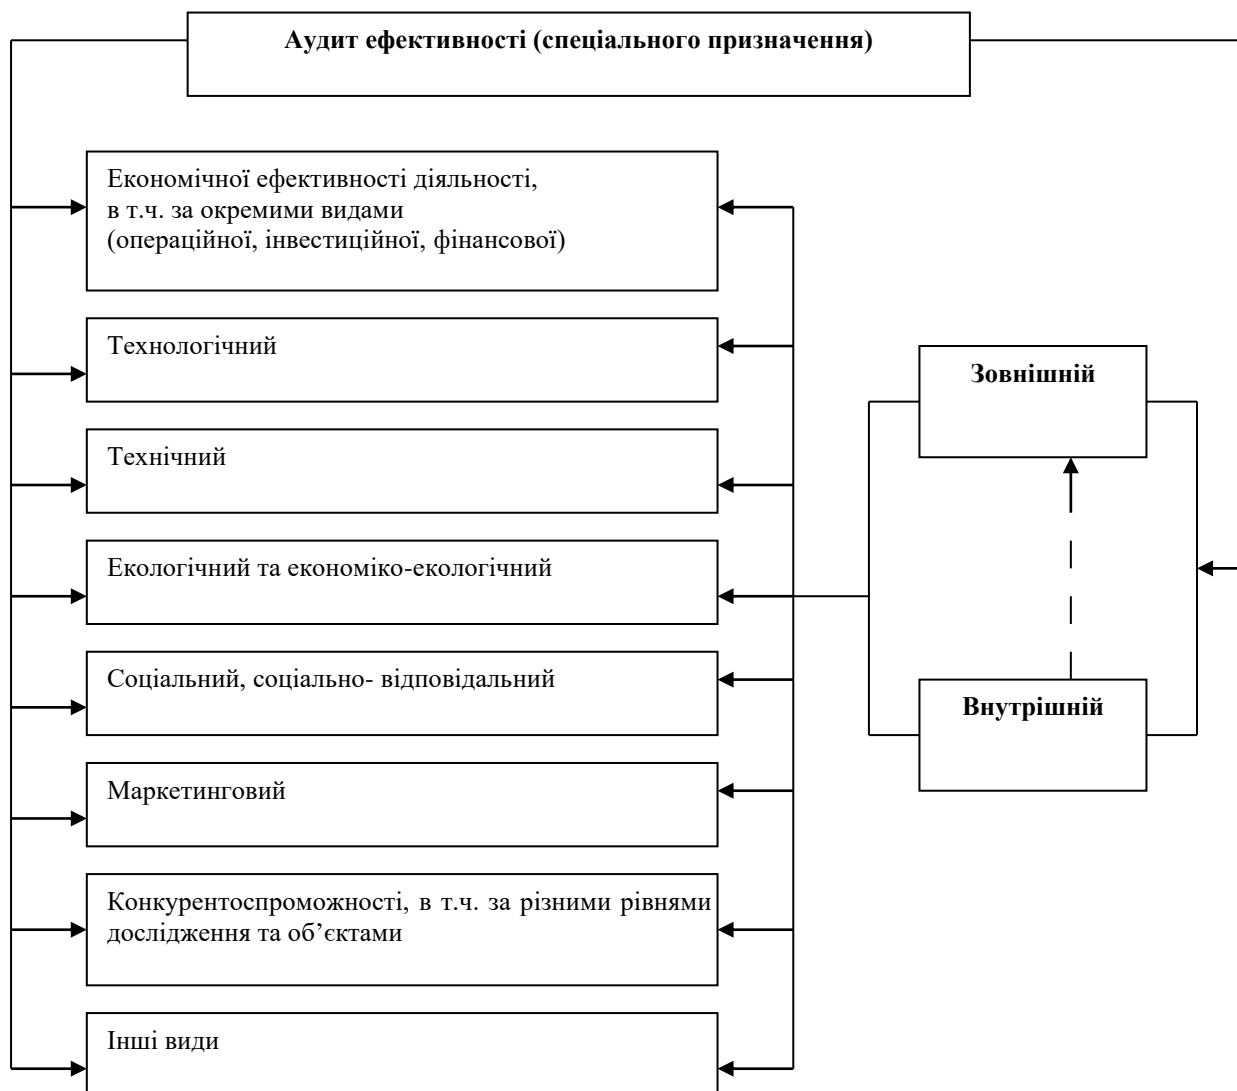 Аудит ефективності (спеціального призначення)
Економічної ефективності діяльності,
в т.ч. за окремими видами
(операційної, інвестиційної, фінансової)
Технологічний
Зовнішній
Технічний
Екологічний та економіко-екологічний
Соціальний, соціально- відповідальний
Внутрішній
Маркетинговий
Конкурентоспроможності, в т.ч. за різними рівнями
дослідження та об’єктами
Інші види